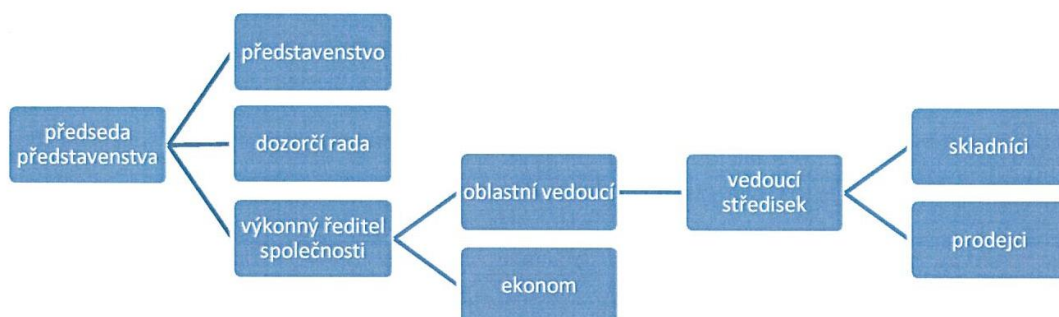 představenstvo
předseda
představenstva
dozorčí rada
výkonný ředitel
společnosti
oblastní vedoucí
ekonom
vedoucí
středisek
skladníci
prodejci